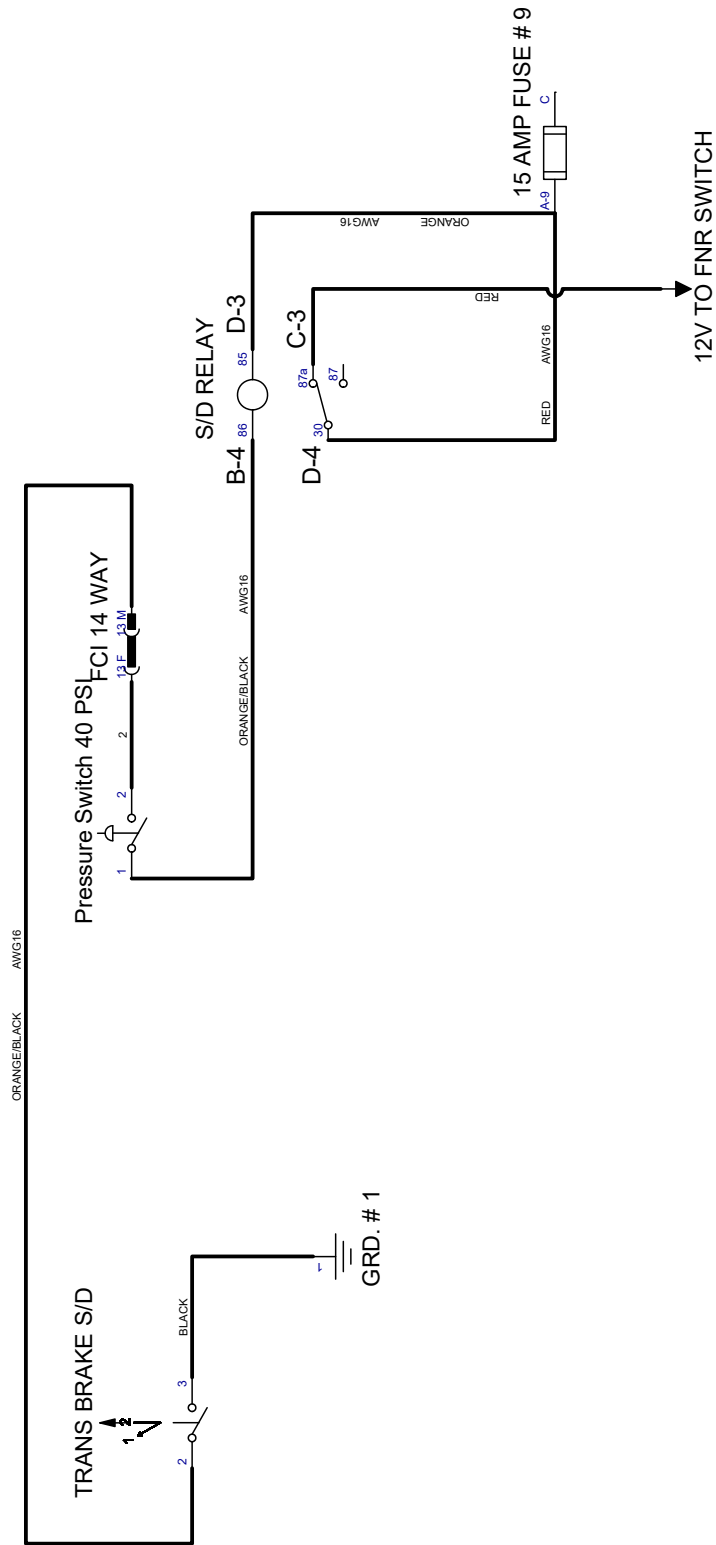 ORANGE/BLACK
AWG16
Pressure Switch 40 PSI
1
2
2
13 F
13 M
FCI 14 WAY
TRANS BRAKE S/D
1
2
2
3
BLACK
1
GRD. # 1
ORANGE/BLACK
AWG16
S/D RELAY
B-4
86
85
D-3
D-4
30
87a
87
C-3
AWG16
ORANGE
RED
RED
AWG16
15 AMP FUSE # 9
A-9
C
12V TO FNR SWITCH